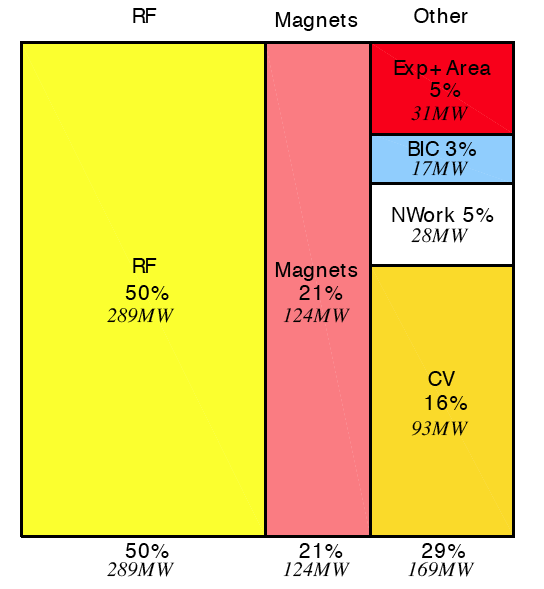 RF
Magnets
Other
RF
50%
289MW
Magnets
21%
124MW
Exp+ Area
5%
31MW
BIC 3%
17MW
NWork 5%
28MW
CV
16%
93MW
50%
289MW
21%
124MW
29%
169MW